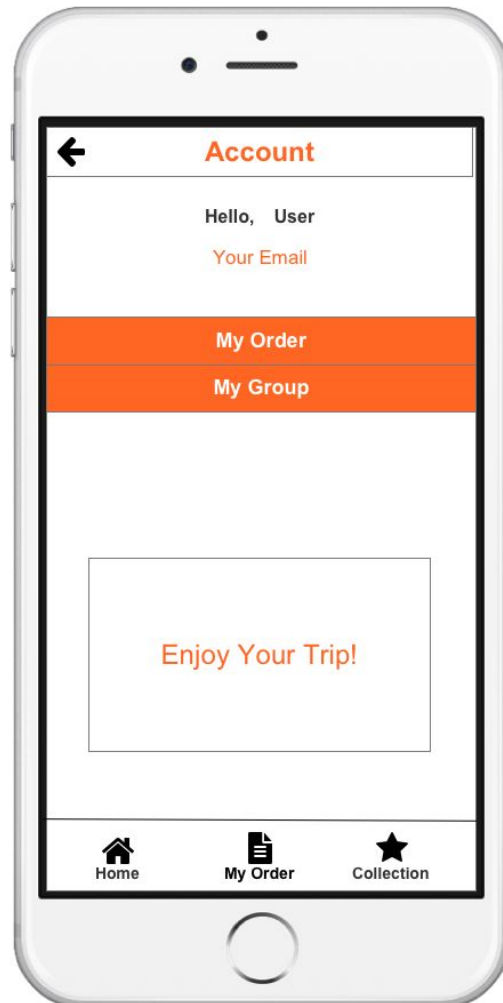 Account
Hello, User
Your Email
My Order
My Group
Enjoy Your Trip!
Home My Order Collection